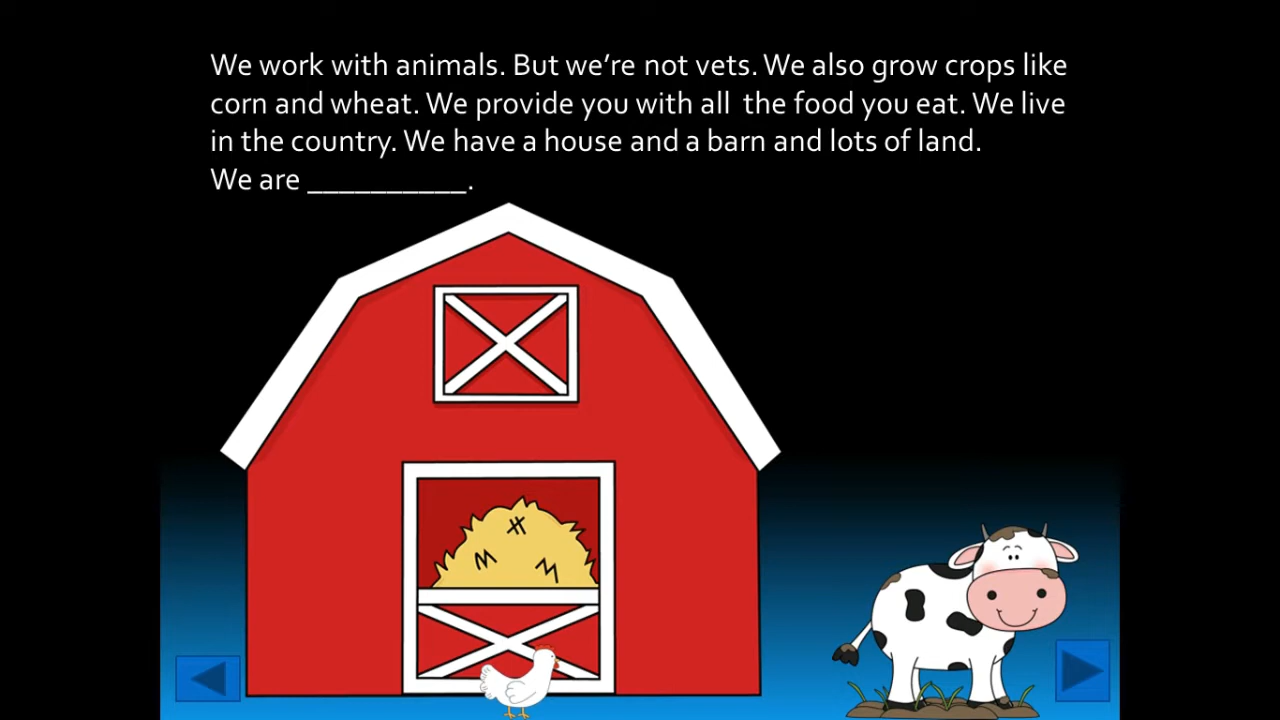 We work with animals. But we’re not vets. We also grow crops like
corn and wheat. We provide you with all  the food you eat. We live
in the country. We have a house and a barn and lots of land.
We are __________.